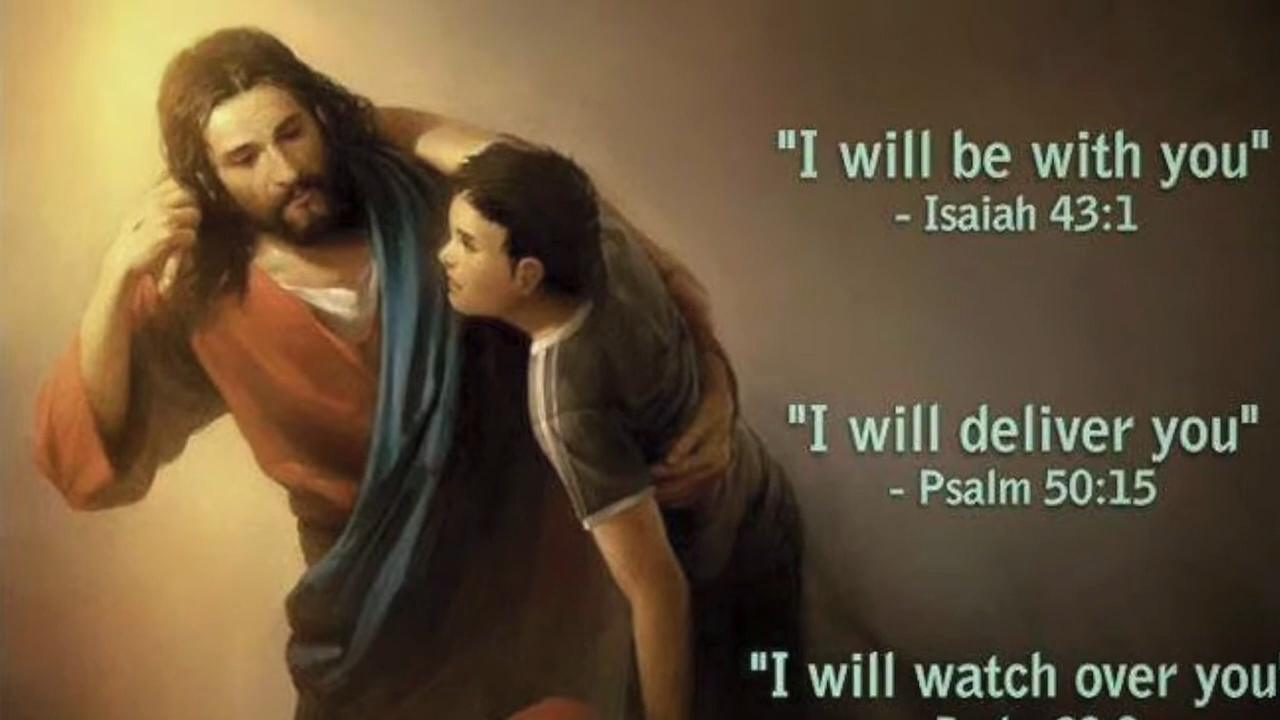 "I will be with you"
- Isaiah 43:1
"I will deliver you"
- Psalm 50:15
"I will watch over you